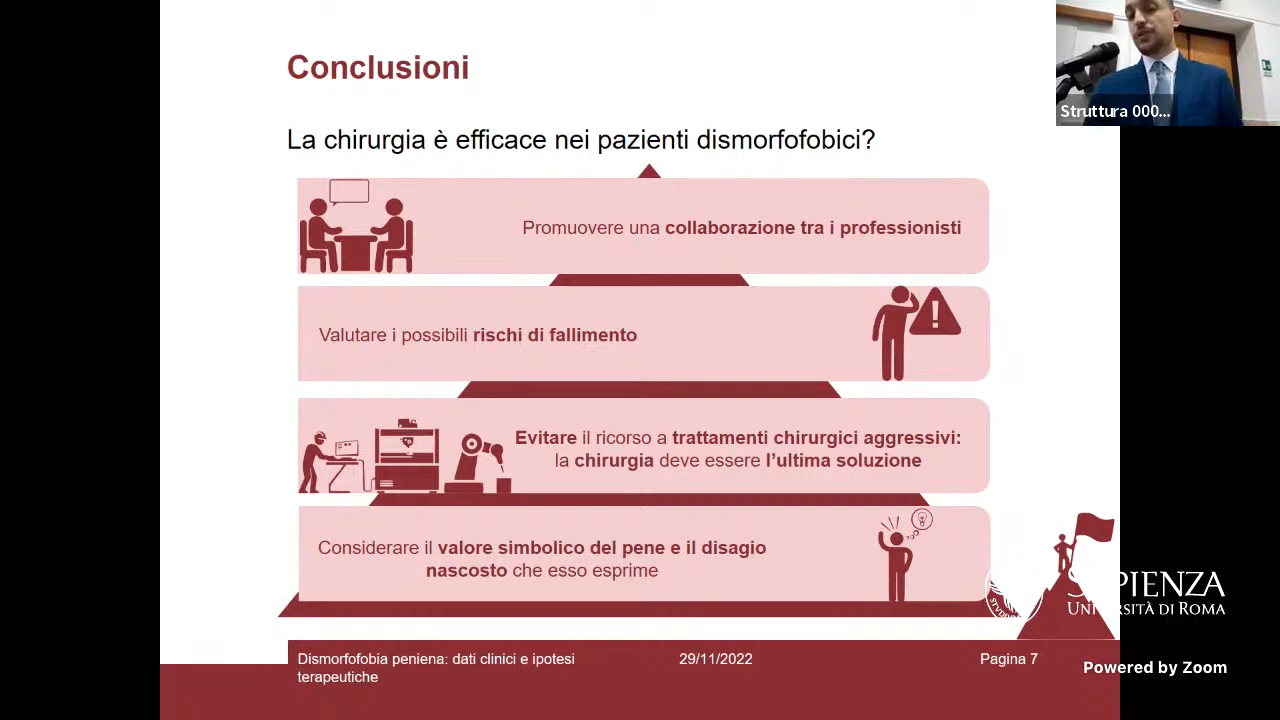 Conclusioni
La chirurgia è efficace nei pazienti dismorfofobici?
Promuovere una collaborazione tra i professionisti
Valutare i possibili rischi di fallimento
Evitare il ricorso a trattamenti chirurgici aggressivi:
la chirurgia deve essere l'ultima soluzione
Considerare il valore simbolico del pene e il disagio
nascosto che esso esprime
Dismorfofobia peniena: dati clinici e ipotesi
terapeutiche
29/11/2022
Pagina 7
Struttura 000...
SAPIENZA
UNIVERSITÀ DI ROMA
Powered by Zoom